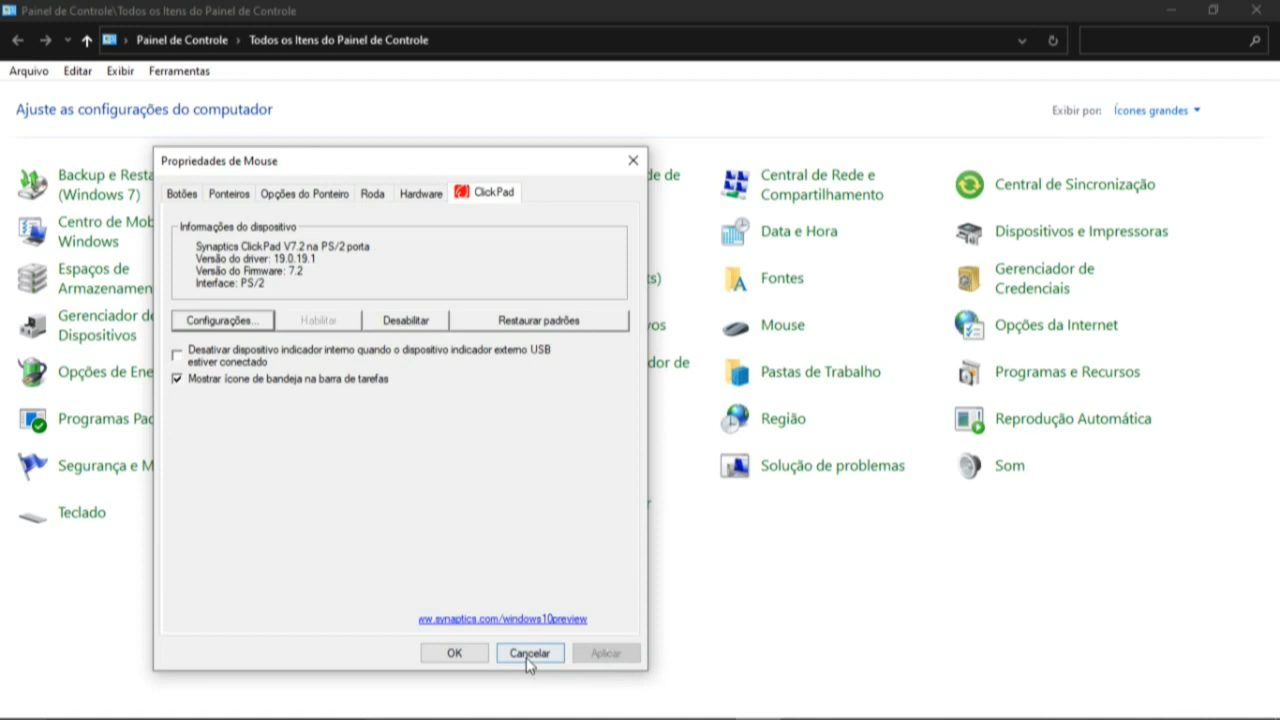 Painel de Controle\Todos os Itens do Painel de Controle
Painel de Controle › Todos os Itens do Painel de Controle
Arquivo Editar Exibir Ferramentas
Ajuste as configurações do computador
Exibir por: Ícones grandes
Propriedades de Mouse
Botões Ponteiros Opções do Ponteiro Roda Hardware ClickPad
Informações do dispositivo
Synaptics ClickPad V7.2 na PS/2 porta
Versão do driver: 19.0.19.1
Versão do Firmware: 7.2
Interface: PS/2
Configurações... Habilitar Desabilitar Restaurar padrões
Desativar dispositivo indicador interno quando o dispositivo indicador externo USB
estiver conectado
Mostrar ícone de bandeja na barra de tarefas
ww.synaptics.com/windows10preview
OK Cancelar Aplicar
Backup e Resta
(Windows 7)
Centro de Mob
Windows
Espaços de
Armazenamen
Gerenciador de
Dispositivos
Opções de Ene
Programas Pad
Segurança e M
Teclado
de de
ts)
vos
dor de
Central de Rede e
Compartilhamento
Data e Hora
Fontes
Mouse
Pastas de Trabalho
Região
Solução de problemas
Central de Sincronização
Dispositivos e Impressoras
Gerenciador de
Credenciais
Opções da Internet
Programas e Recursos
Reprodução Automática
Som